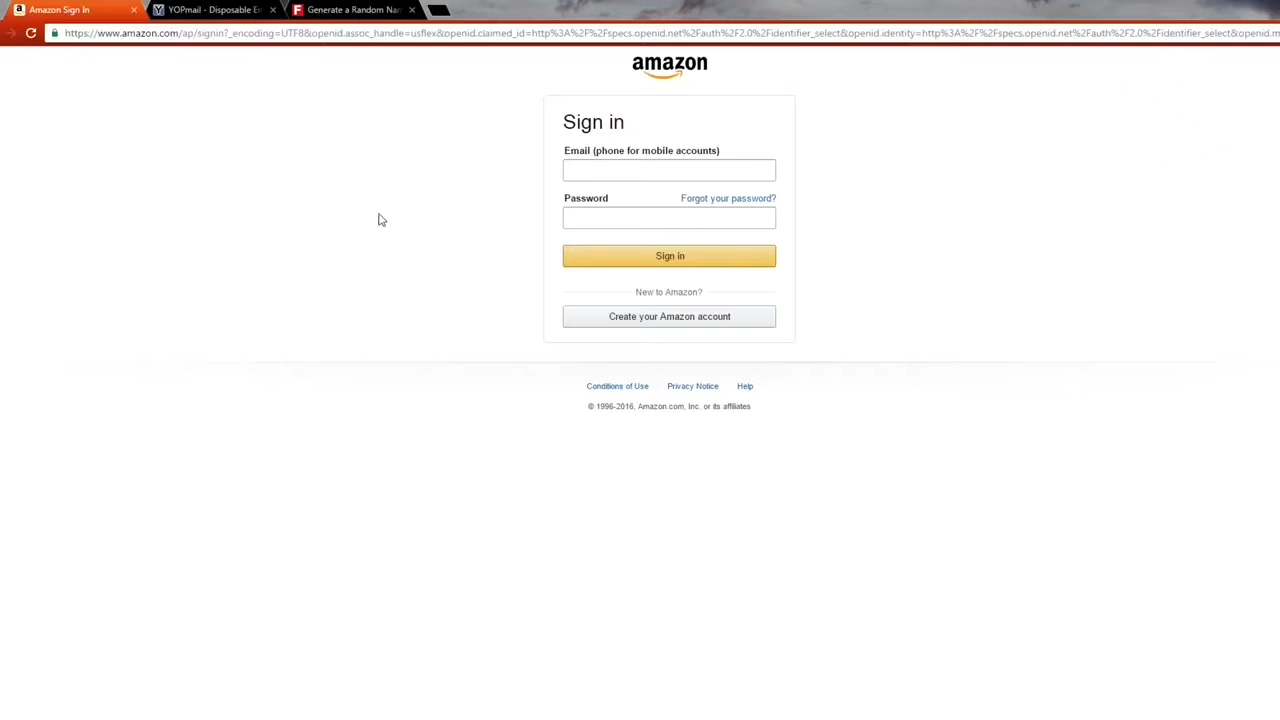 Amazon Sign In
YOPmail - Disposable Em
Generate a Random Nam
https://www.amazon.com/ap/signin?_encoding=UTF8&openid.assoc_handle=usflex&openid.claimed_id=http%3A%2F%2Fspecs.openid.net%2Fauth%2F2.0%2Fidentifier_select&openid.identity=http%3A%2F%2Fspecs.openid.net%2Fauth%2F2.0%2Fidentifier_select&openid.m
amazon
Sign in
Email (phone for mobile accounts)
Password Forgot your password?
Sign in
New to Amazon?
Create your Amazon account
Conditions of Use Privacy Notice Help
© 1996-2016, Amazon.com, Inc. or its affiliates